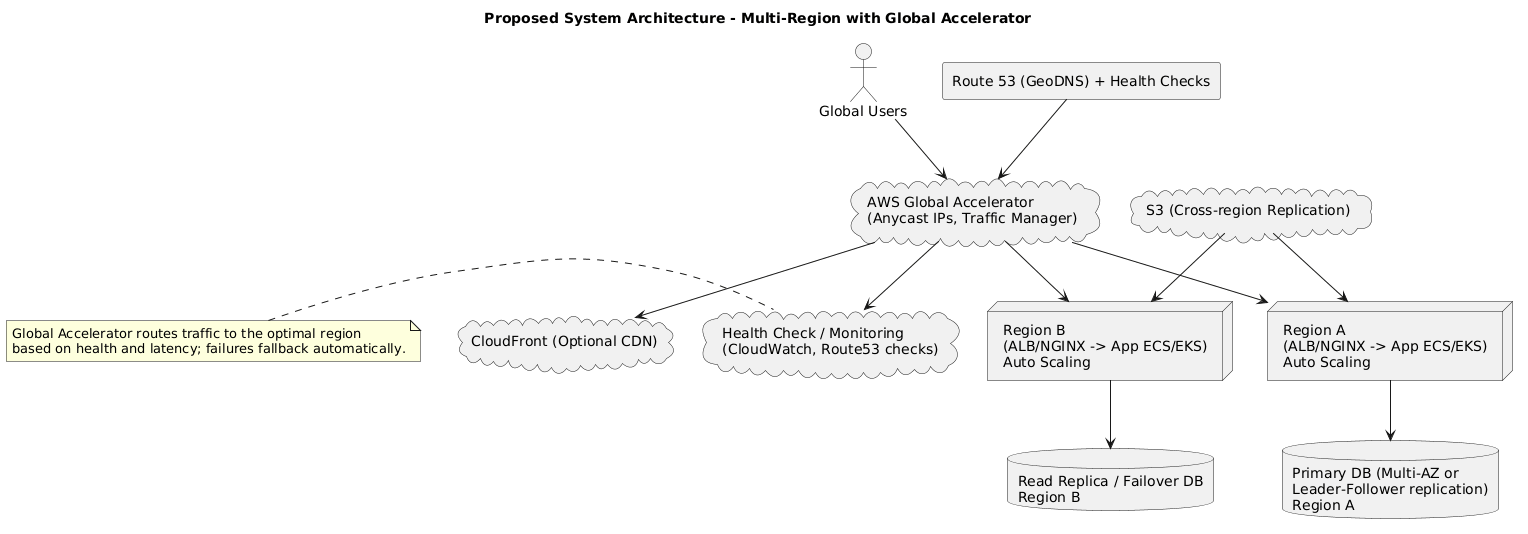 Proposed System Architecture - Multi-Region with Global Accelerator
Global Users
Route 53 (GeoDNS) + Health Checks
AWS Global Accelerator
(Anycast IPs, Traffic Manager)
S3 (Cross-region Replication)
Global Accelerator routes traffic to the optimal region
based on health and latency; failures fallback automatically.
CloudFront (Optional CDN)
Health Check / Monitoring
(CloudWatch, Route53 checks)
Region B
(ALB/NGINX -> App ECS/EKS)
Auto Scaling
Region A
(ALB/NGINX -> App ECS/EKS)
Auto Scaling
Read Replica / Failover DB
Region B
Primary DB (Multi-AZ or
Leader-Follower replication)
Region A